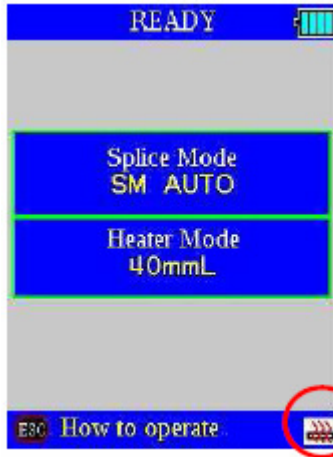 READY
Splice Mode
SM AUTO
Heater Mode
40mmL
ESC How to operate..